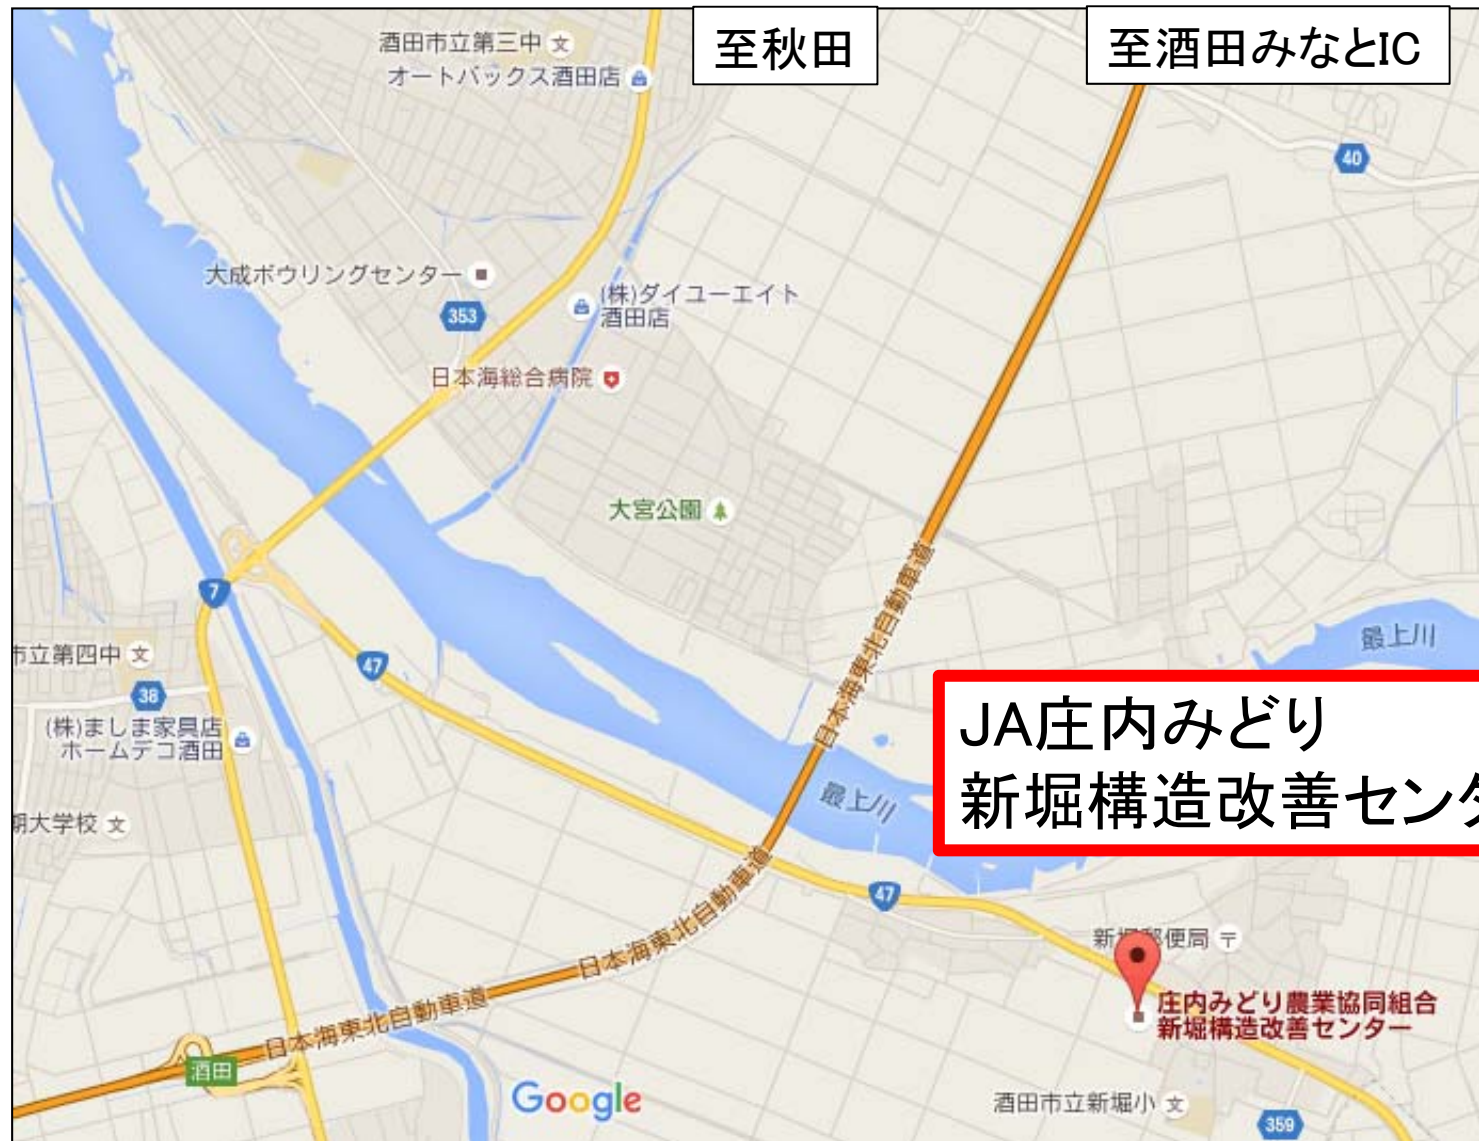 酒田市立第三中
オートバックス酒田店
至秋田
至酒田みなとIC
40
大成ボウリングセンター
353
(株)ダイユーエイト
酒田店
日本海総合病院
大宮公園
7
日本海東北自動車道
最上川
市立第四中
47
38
(株)ましま家具店
ホームデコ酒田
JA庄内みどり
新堀構造改善センタ
最上川
期大学校
日本海東北自動車道
47
新堀郵便局
庄内みどり農業協同組合
新堀構造改善センター
日本海東北自動車道
酒田
Google
酒田市立新堀小
359